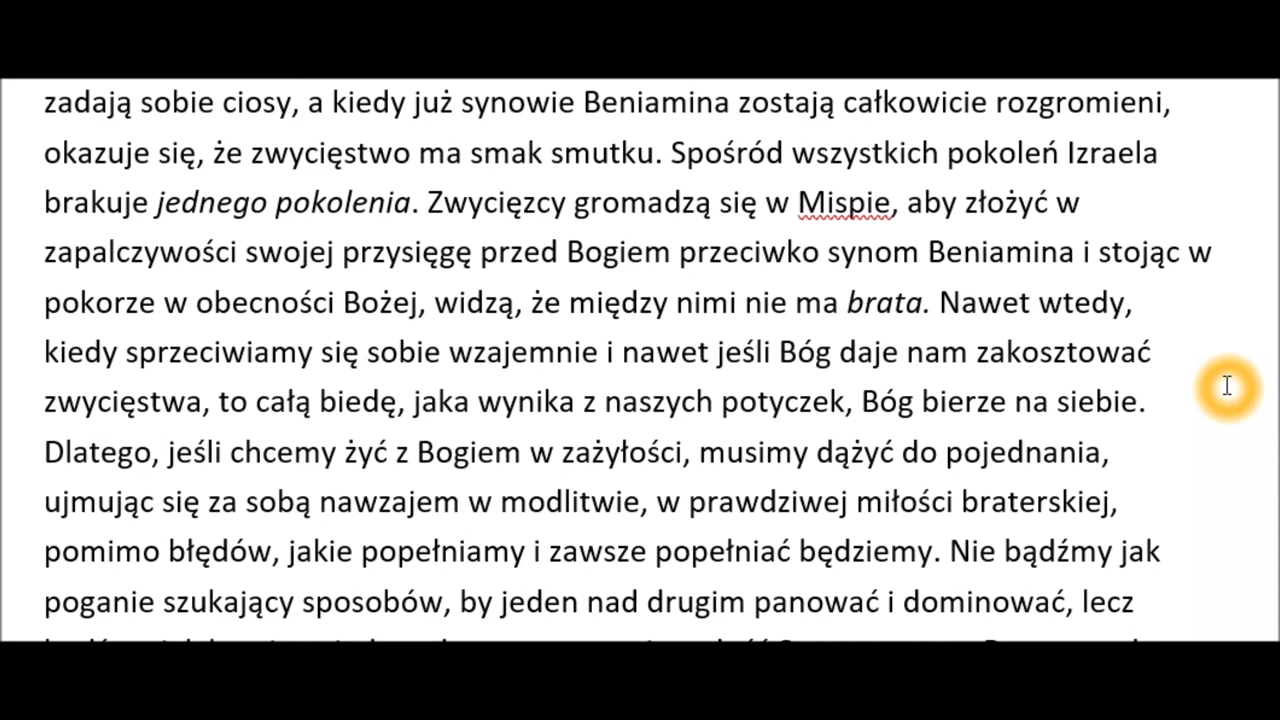 zadają sobie ciosy, a kiedy już synowie Beniamina zostają całkowicie rozgromieni,
okazuje się, że zwycięstwo ma smak smutku. Spośród wszystkich pokoleń Izraela
brakuje jednego pokolenia. Zwycięzcy gromadzą się w Mispie, aby złożyć w
zapalczywości swojej przysięgę przed Bogiem przeciwko synom Beniamina i stojąc w
pokorze w obecności Bożej, widzą, że między nimi nie ma brata. Nawet wtedy,
kiedy sprzeciwiamy się sobie wzajemnie i nawet jeśli Bóg daje nam zakosztować
zwycięstwa, to całą biedę, jaka wynika z naszych potyczek, Bóg bierze na siebie.
Dlatego, jeśli chcemy żyć z Bogiem w zażyłości, musimy dążyć do pojednania,
ujmując się za sobą nawzajem w modlitwie, w prawdziwej miłości braterskiej,
pomimo błędów, jakie popełniamy i zawsze popełniać będziemy. Nie bądźmy jak
poganie szukający sposobów, by jeden nad drugim panować i dominować, lecz